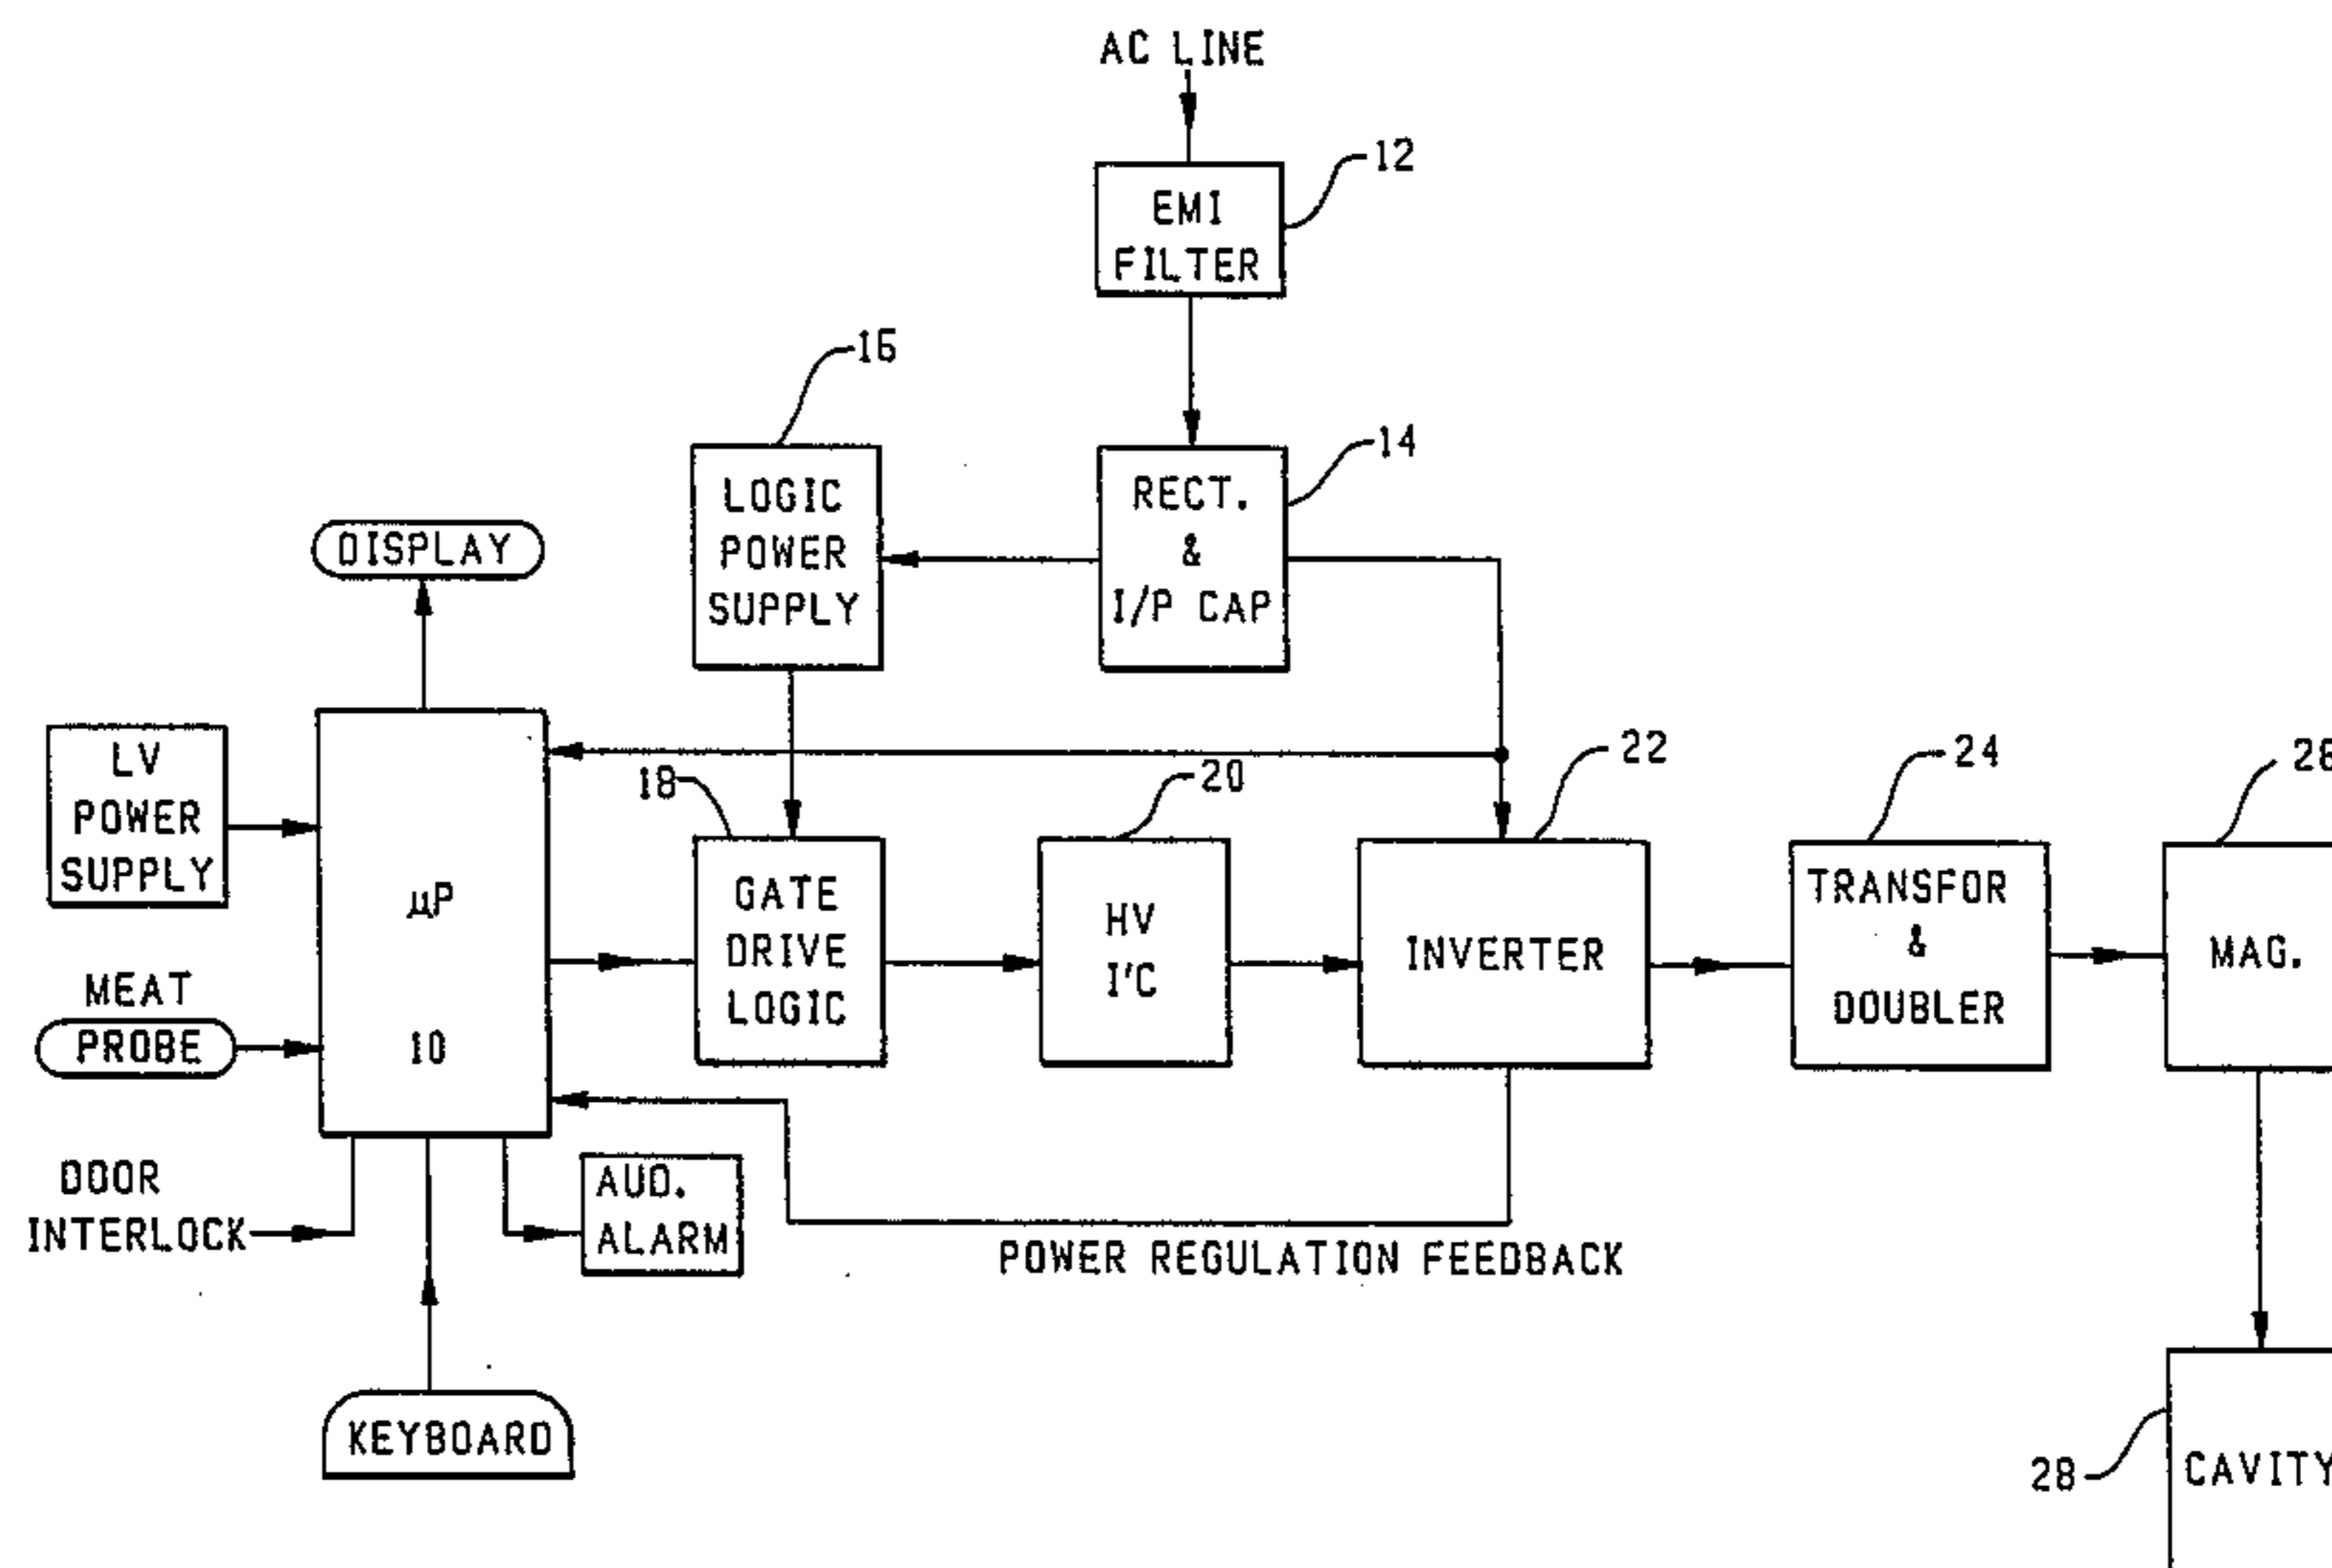 AC LINE
12
EMI
FILTER
16
14
LOGIC
POWER
SUPPLY
RECT.
&
I/P CAP
DISPLAY
LV
POWER
SUPPLY
µP
10
18
20
22
24
GATE
DRIVE
LOGIC
HV
I'C
INVERTER
TRANSFOR
&
DOUBLER
MAG.
MEAT
PROBE
DOOR
INTERLOCK
AUD.
ALARM
POWER REGULATION FEEDBACK
KEYBOARD
28
CAVITY